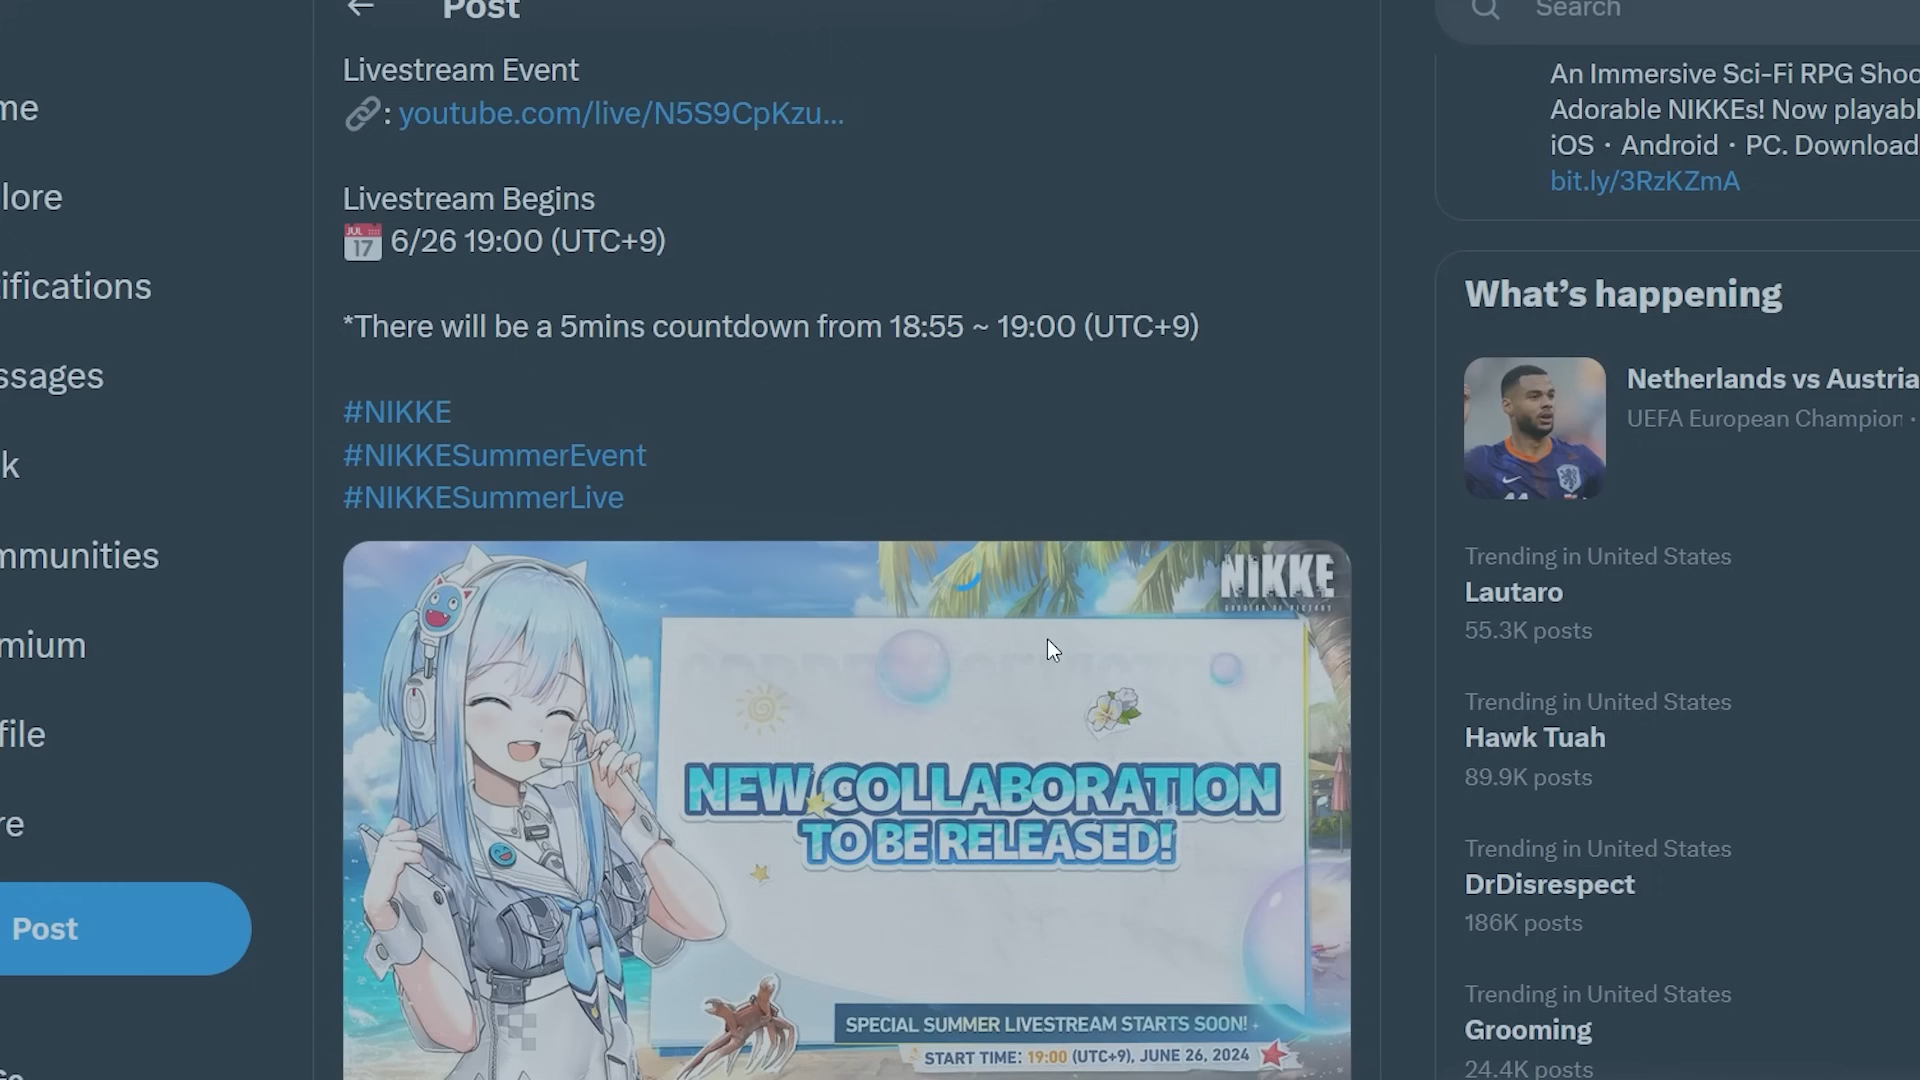 Post
Search
me
lore
ifications
ssages
k
mmunities
mium
file
re
Post
Livestream Event
: youtube.com/live/N5S9CpKzu...
Livestream Begins
JUL
17
6/26 19:00 (UTC+9)
*There will be a 5mins countdown from 18:55 ~ 19:00 (UTC+9)
#NIKKE
#NIKKESummerEvent
#NIKKESummerLive
NIKKE
NEW COLLABORATION
TO BE RELEASED!
SPECIAL SUMMER LIVESTREAM STARTS SOON!
START TIME: 19:00 (UTC+9), JUNE 26, 2024
An Immersive Sci-Fi RPG Shoo
Adorable NIKKEs! Now playabl
iOS · Android · PC. Download
bit.ly/3RzKZmA
What's happening
Netherlands vs Austria
UEFA European Champion ·
Trending in United States
Lautaro
55.3K posts
Trending in United States
Hawk Tuah
89.9K posts
Trending in United States
DrDisrespect
186K posts
Trending in United States
Grooming
24.4K posts